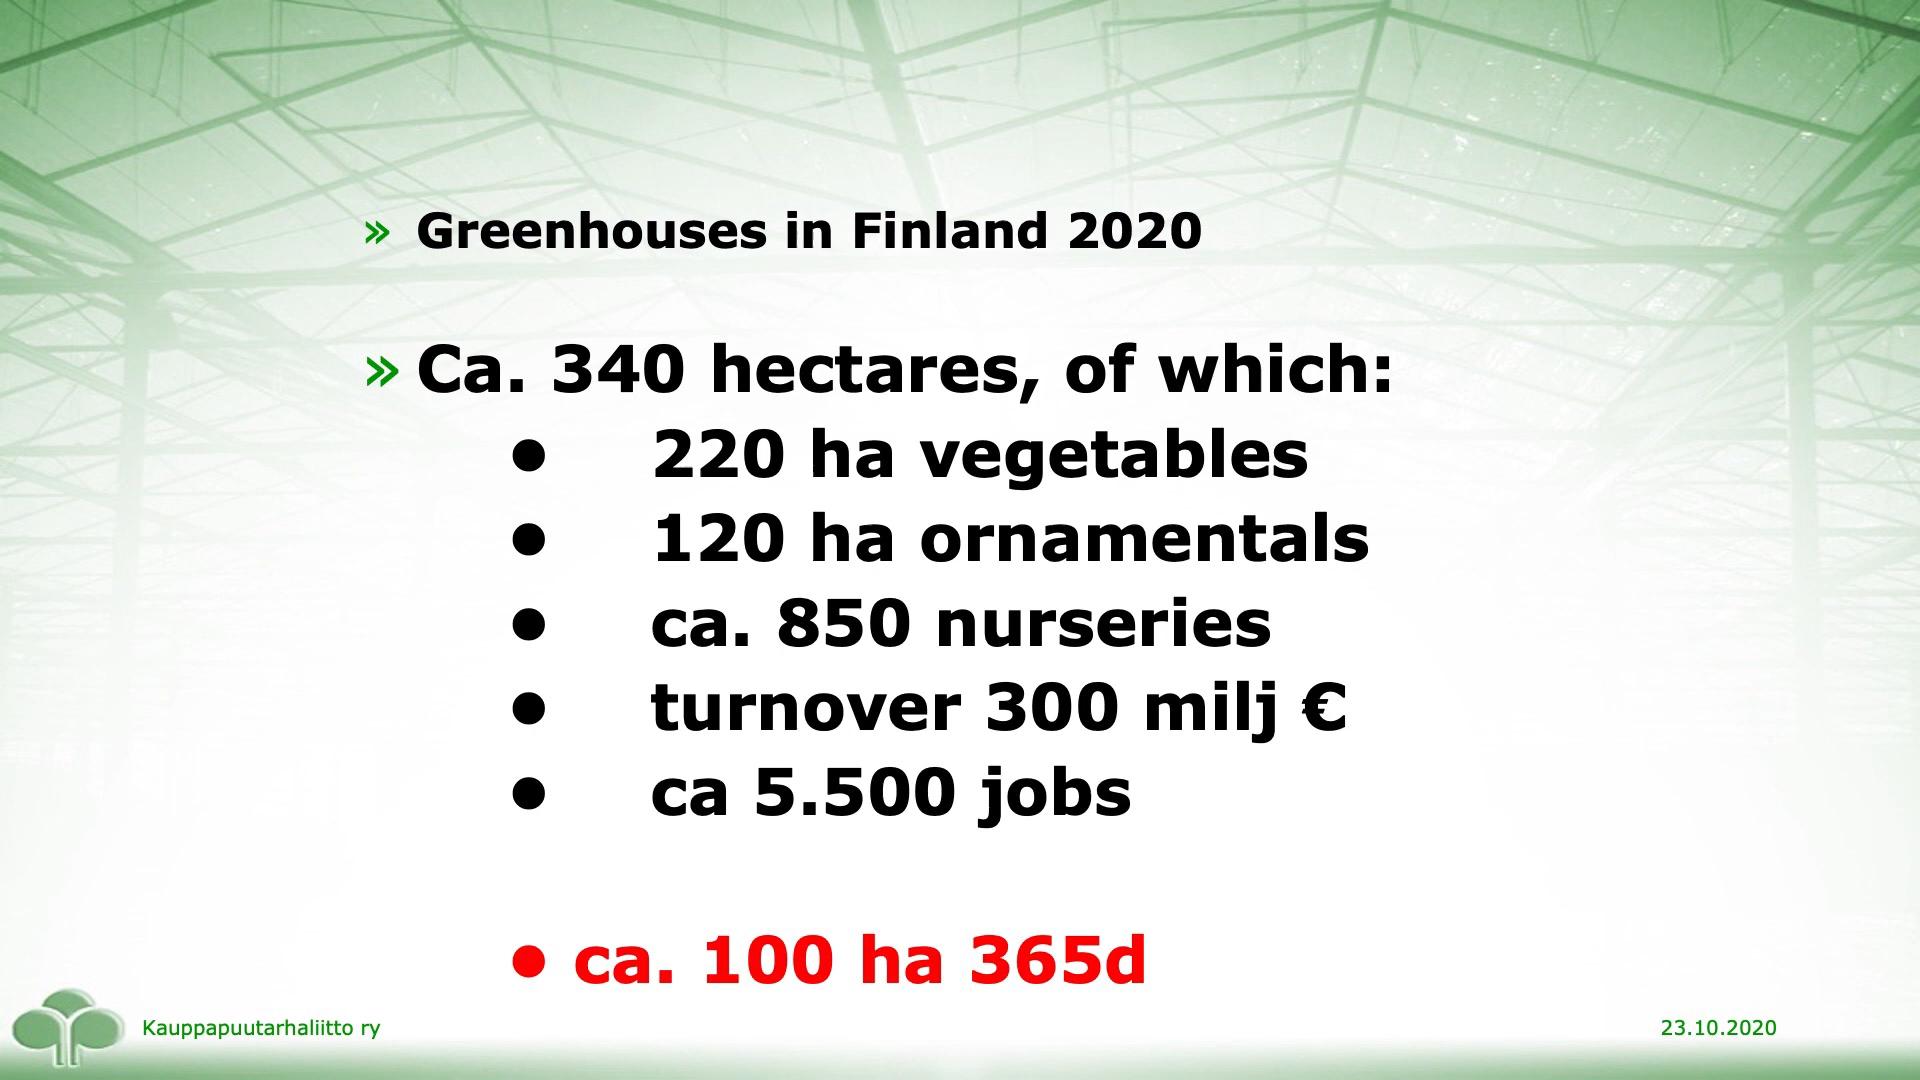 » Greenhouses in Finland 2020
» Ca. 340 hectares, of which:
• 220 ha vegetables
• 120 ha ornamentals
• ca. 850 nurseries
• turnover 300 milj €
• ca 5.500 jobs
• ca. 100 ha 365d
Kauppapuutarhaliitto ry
23.10.2020